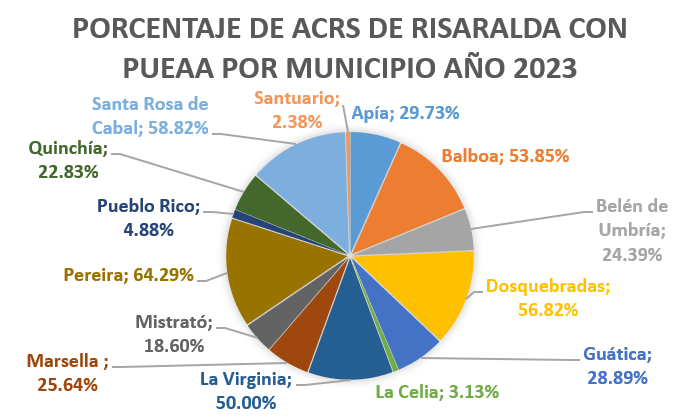 PORCENTAJE DE ACRS DE RISARALDA CON
PUEAA POR MUNICIPIO AÑO 2023
Santa Rosa de
Cabal; 58.82%
Santuario;
2.38%
Apía; 29.73%
Quinchía;
22.83%
Balboa; 53.85%
Pueblo Rico;
4.88%
Belén de
Umbría;
24.39%
Pereira; 64.29%
Dosquebradas;
56.82%
Mistrató;
18.60%
Guática;
28.89%
Marsella ;
25.64%
La Virginia;
50.00%
La Celia; 3.13%